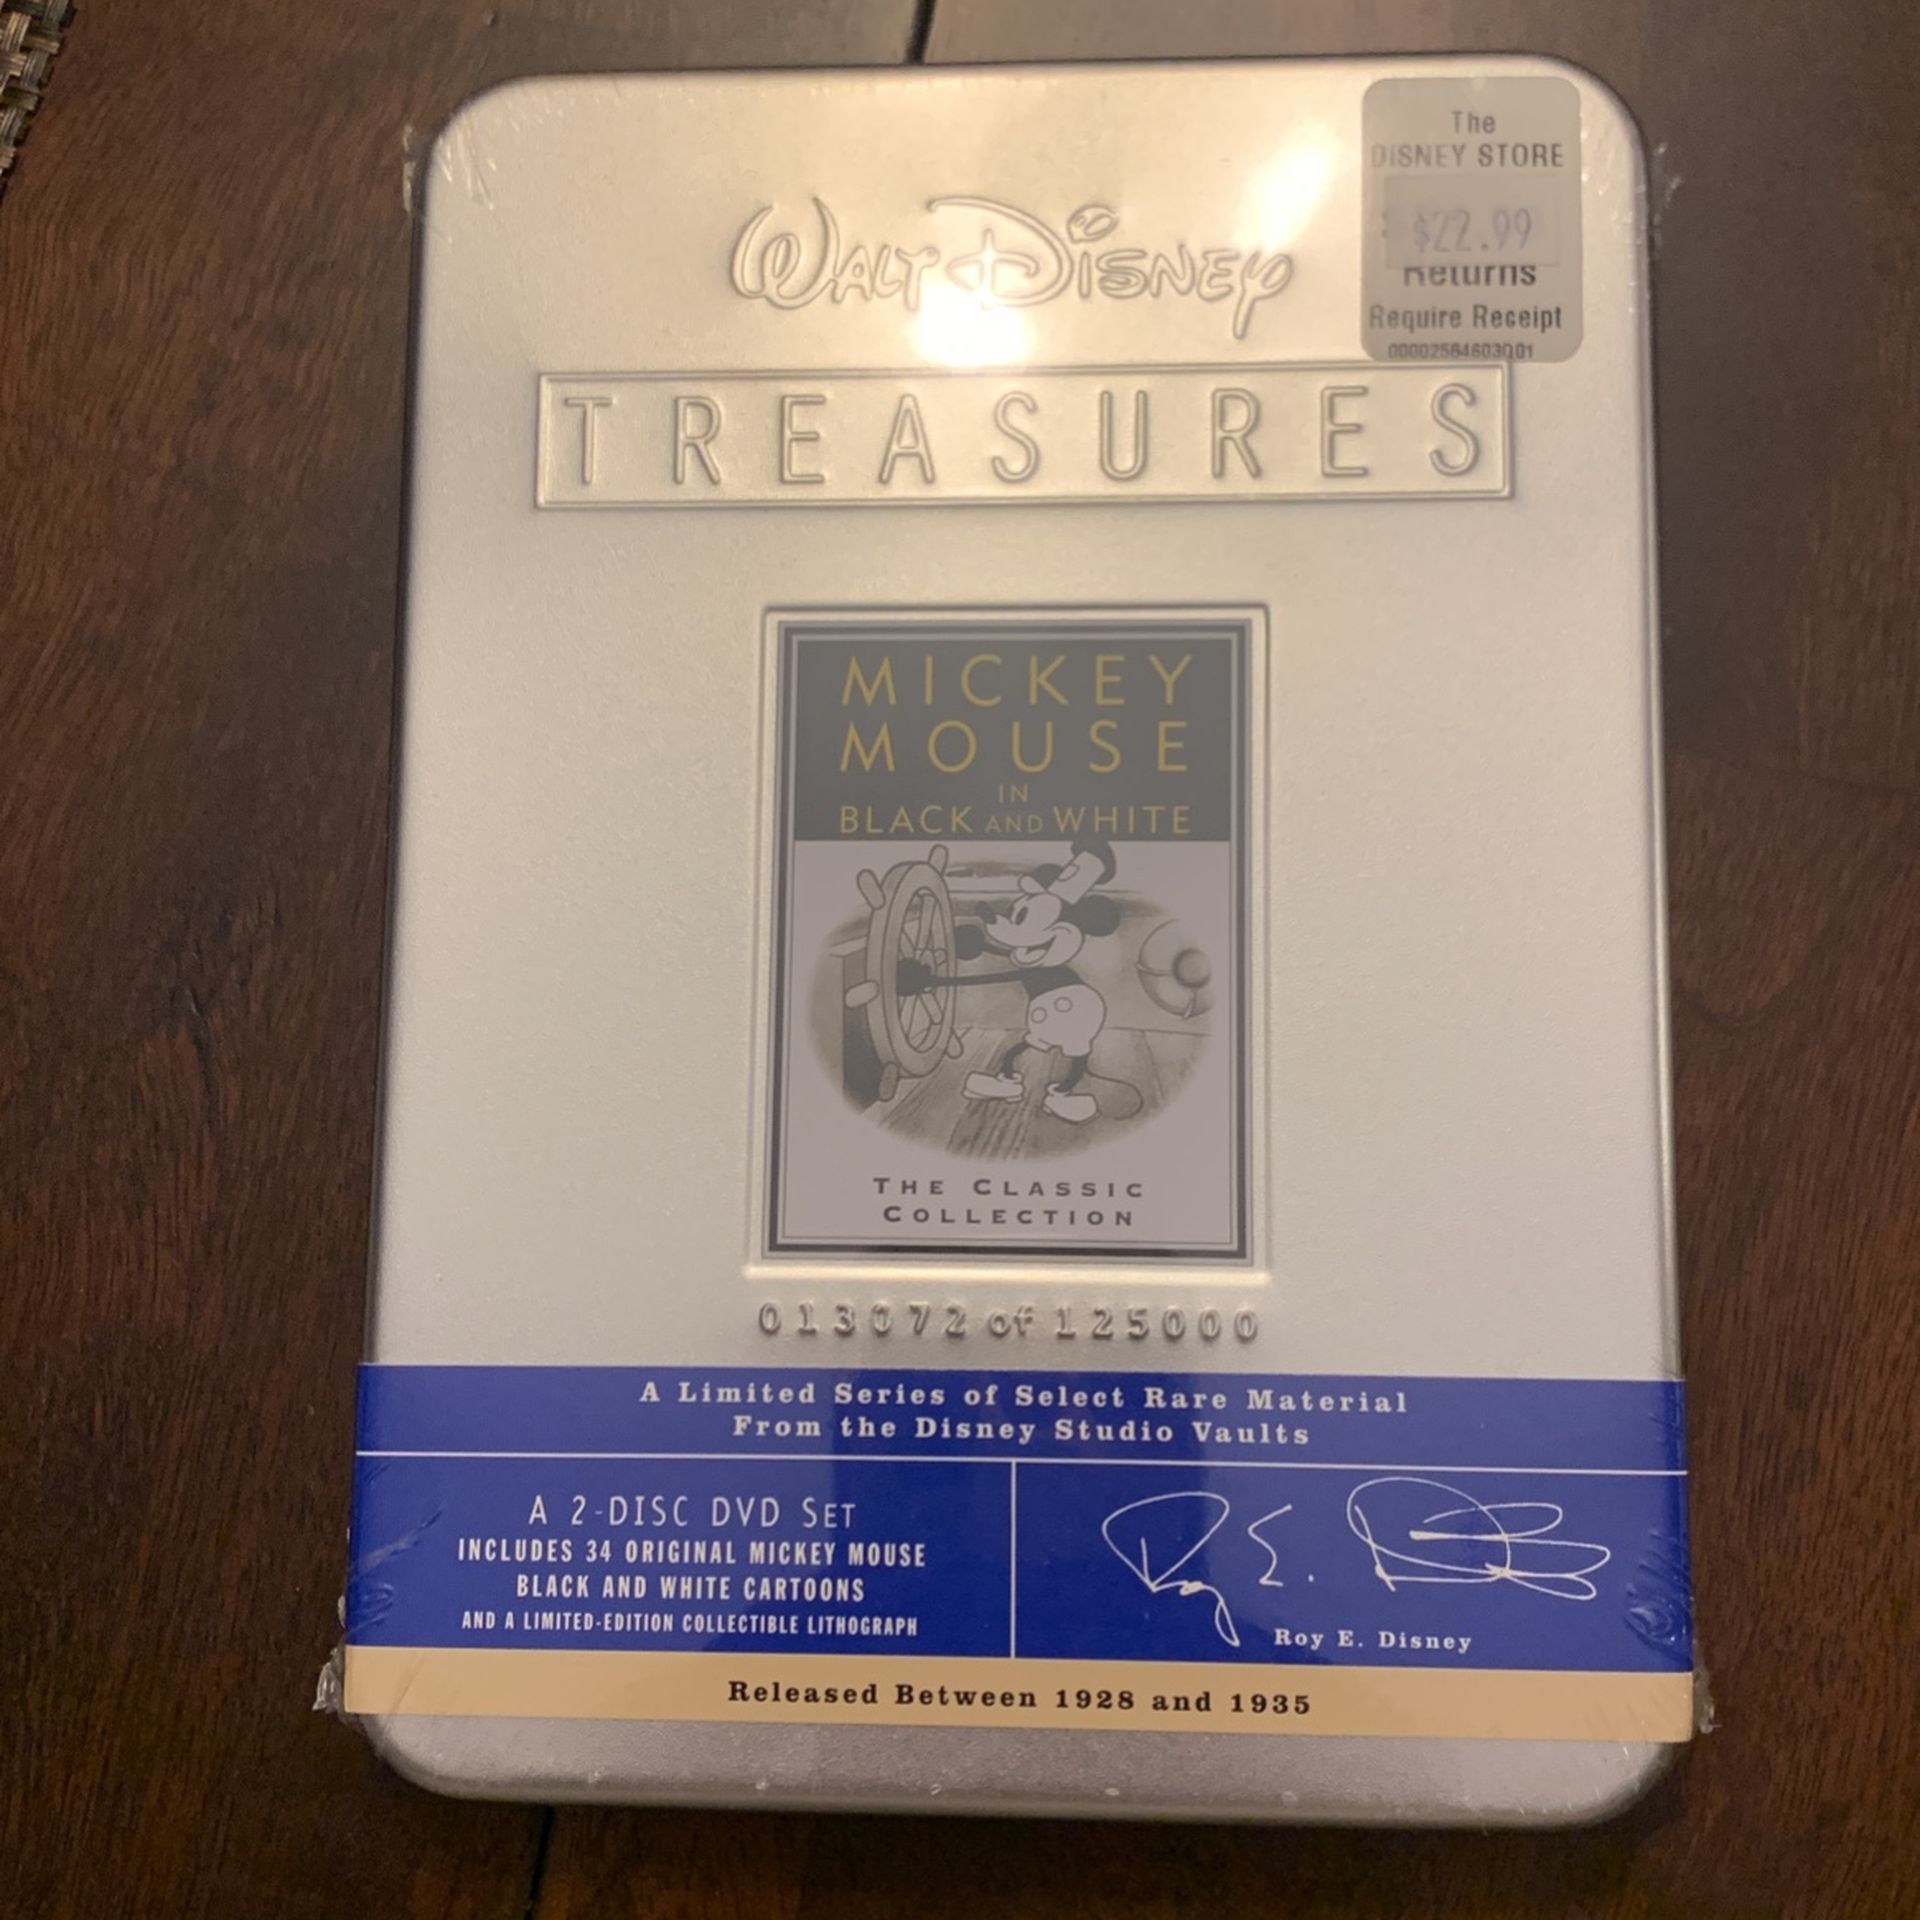 The
DISNEY STORE
$22.99
Returns
Require Receipt
WALT DISNEY
TREASURES
MICKEY
MOUSE
IN
BLACK AND WHITE
THE CLASSIC
COLLECTION
013072 of 125000
A Limited Series of Select Rare Material
From the Disney Studio Vaults
A 2-DISC DVD SET
INCLUDES 34 ORIGINAL MICKEY MOUSE
BLACK AND WHITE CARTOONS
AND A LIMITED-EDITION COLLECTIBLE LITHOGRAPH
Roy E. Disney
Roy E. Disney
Released Between 1928 and 1935